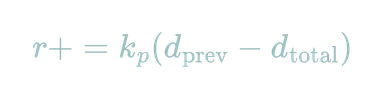 r+ = k_p(d_prev − d_total)